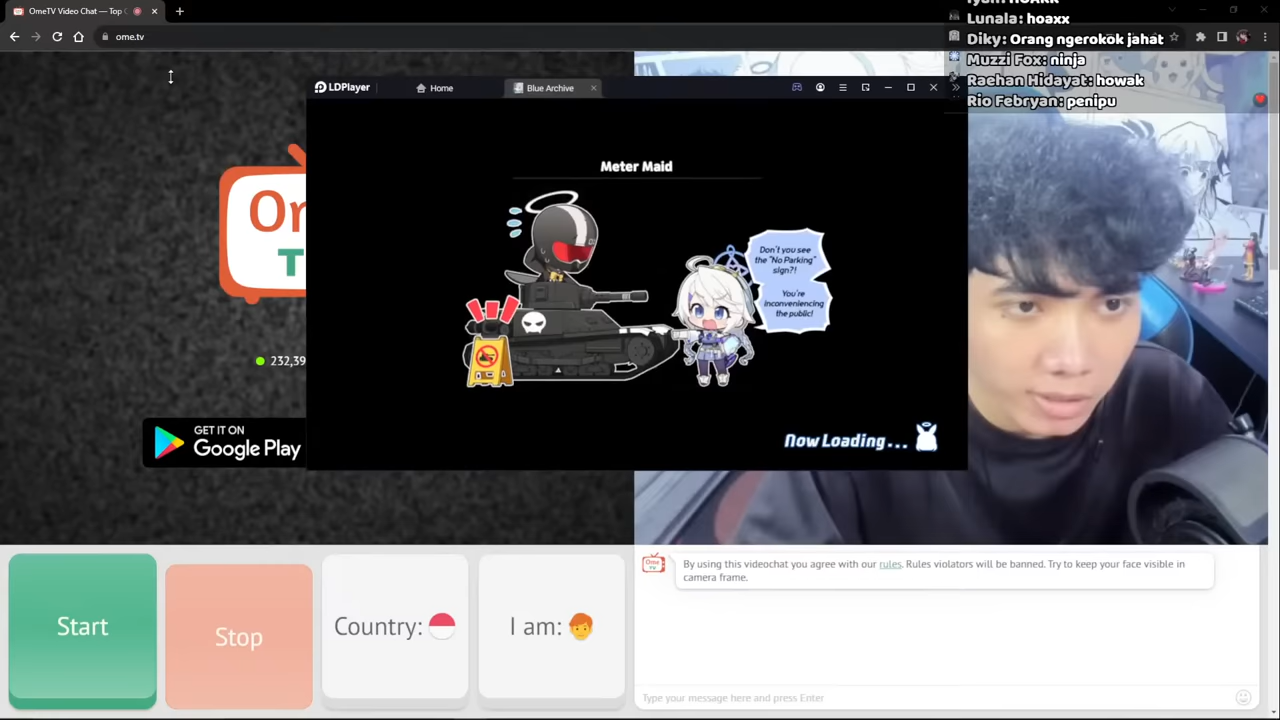 OmeTV Video Chat — Top C
ome.tv
Lunala: hoaxx
Diky: Orang ngerokok jahat
Muzzi Fox: ninja
Raehan Hidayat: howak
Rio Febryan: penipu
LDPLAYER
Home
Blue Archive
Meter Maid
Don't you see
the "No Parking"
sign?!
You're
inconveniencing
the public!
Now Loading...
T
232,39
GET IT ON
Google Play
Start
Stop
Country:
I am:
Ome
TV
By using this videochat you agree with our rules. Rules violators will be banned. Try to keep your face visible in
camera frame.
Type your message here and press Enter